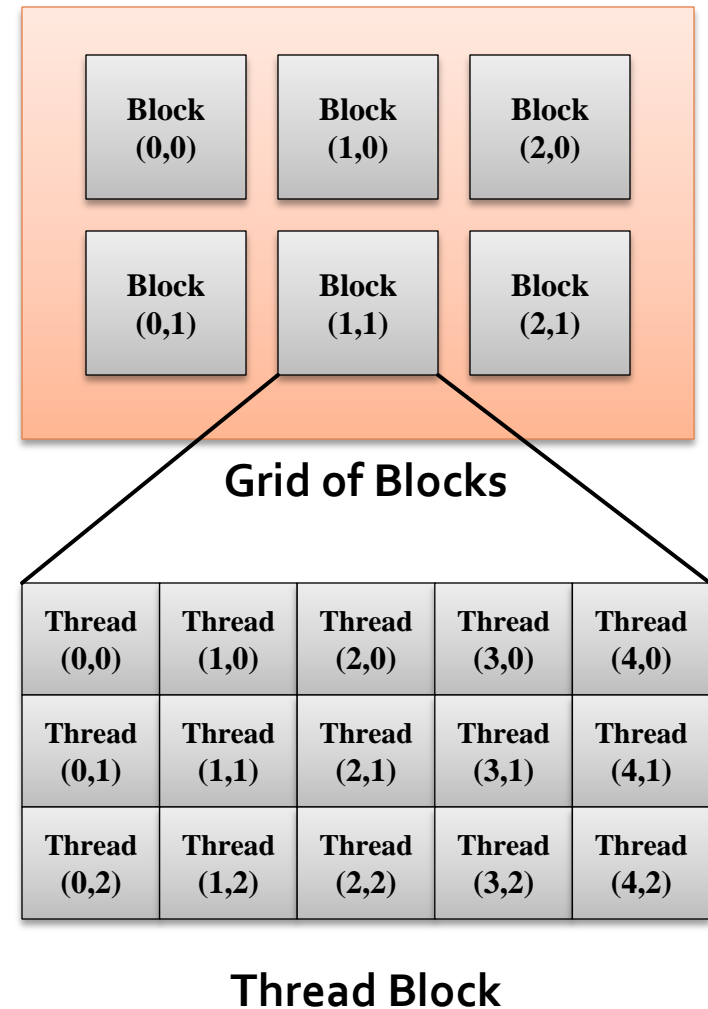 Block Block Block
(0,0) (1,0) (2,0)
Block Block Block
(0,1) (1,1) (2,1)
Grid of Blocks
Thread Thread Thread Thread Thread
(0,0) (1,0) (2,0) (3,0) (4,0)
Thread Thread Thread Thread Thread
(0,1) (1,1) (2,1) (3,1) (4,1)
Thread Thread Thread Thread Thread
(0,2) (1,2) (2,2) (3,2) (4,2)
Thread Block